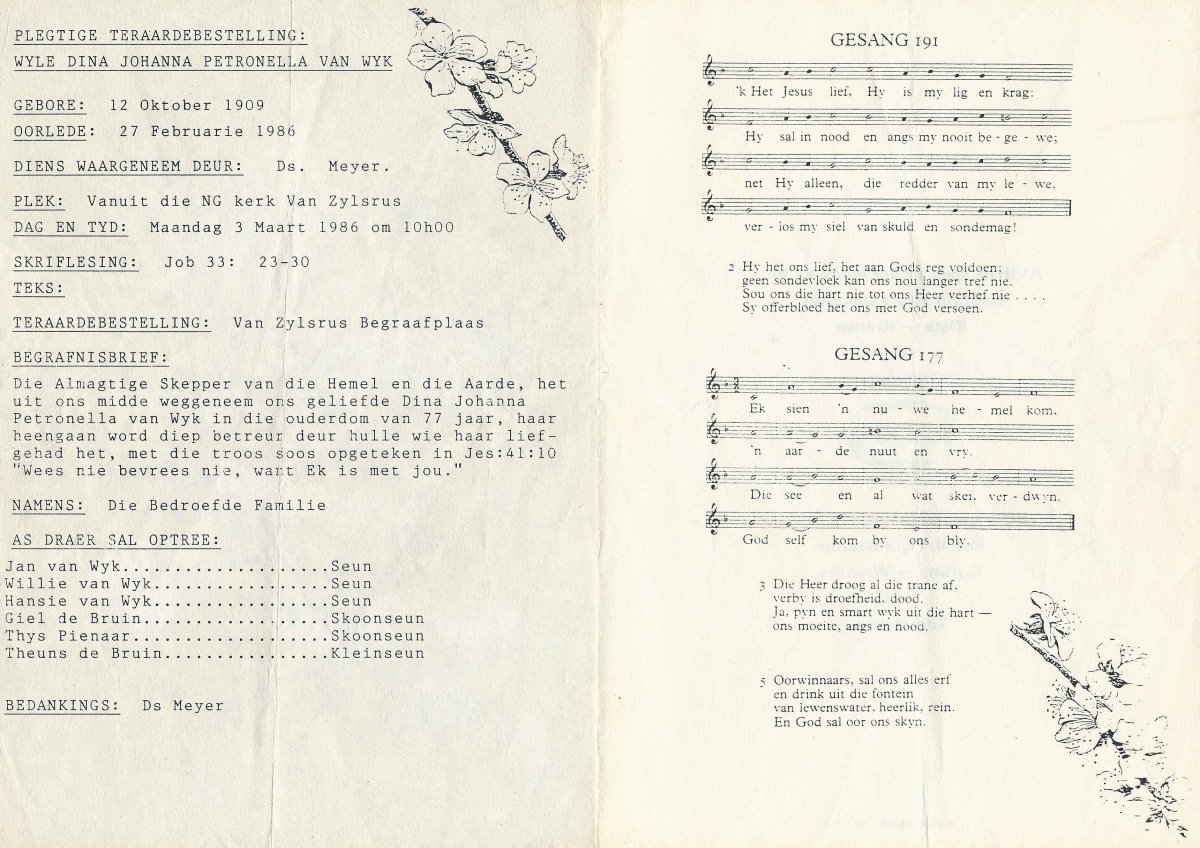 PLEGTIGE TERAARDEBESTELLING:
WYLE DINA JOHANNA PETRONELLA VAN WYK
GEBORE: 12 Oktober 1909
OORLEDE: 27 Februarie 1986
DIENS WAARGENEEM DEUR: Ds. Meyer.
PLEK: Vanuit die NG kerk Van Zylsrus
DAG EN TYD: Maandag 3 Maart 1986 om 10h00
SKRIFLESING: Job 33: 23-30
TEKS:
TERAARDEBESTELLING: Van Zylsrus Begraafplaas
BEGRAFNISBRIEF:
Die Almagtige Skepper van die Hemel en die Aarde, het
uit ons midde weggeneem ons geliefde Dina Johanna
Petronella van Wyk in die ouderdom van 77 jaar, haar
heengaan word diep betreur deur hulle wie haar lief-
gehad het, met die troos soos opgeteken in Jes:41:10
"Wees nie bevrees nie, want Ek is met jou."
NAMENS: Die Bedroefde Familie
AS DRAER SAL OPTREE:
Jan van Wyk....................Seun
Willie van Wyk.................Seun
Hansie van Wyk.................Seun
Giel de Bruin..................Skoonseun
Thys Pienaar...................Skoonseun
Theuns de Bruin................Kleinseun
BEDANKINGS: Ds Meyer
GESANG 191
'k Het Jesus lief, Hy is my lig en krag:
Hy sal in nood en angs my nooit be - ge - we;
net Hy alleen, die redder van my le - we.
ver - los my siel van skuld en sondemag!
2 Hy het ons lief, het aan Gods reg voldoen;
geen sondevloek kan ons nou langer tref nie.
Sou ons die hart nie tot ons Heer verhef nie . . . .
Sy offerbloed het ons met God versoen.
GESANG 177
Ek sien 'n nu - we he - mel kom.
'n aar - de nuut en vry.
Die see en al wat skei, ver - dwyn.
God self kom by ons bly.
3 Die Heer droog al die trane af,
verby is droefheid, dood.
Ja, pyn en smart wyk uit die hart —
ons moeite, angs en nood.
5 Oorwinnaars, sal ons alles erf
en drink uit die fontein
van lewenswater, heerlik, rein.
En God sal oor ons skyn.